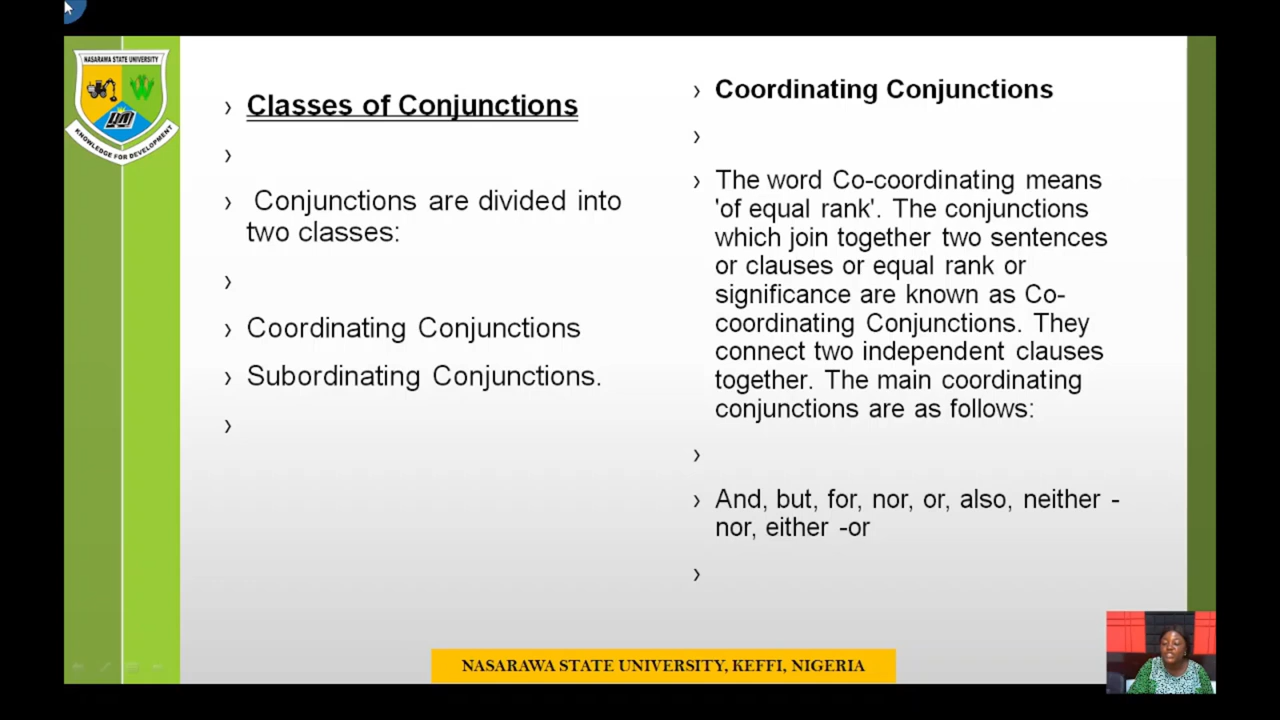 NASARAWA STATE UNIVERSITY
KNOWLEDGE FOR DEVELOPMENT
› Classes of Conjunctions
›
› Conjunctions are divided into
two classes:
›
› Coordinating Conjunctions
› Subordinating Conjunctions.
›
› Coordinating Conjunctions
›
› The word Co-coordinating means
'of equal rank'. The conjunctions
which join together two sentences
or clauses or equal rank or
significance are known as Co-
coordinating Conjunctions. They
connect two independent clauses
together. The main coordinating
conjunctions are as follows:
›
› And, but, for, nor, or, also, neither -
nor, either -or
›
NASARAWA STATE UNIVERSITY, KEFFI, NIGERIA